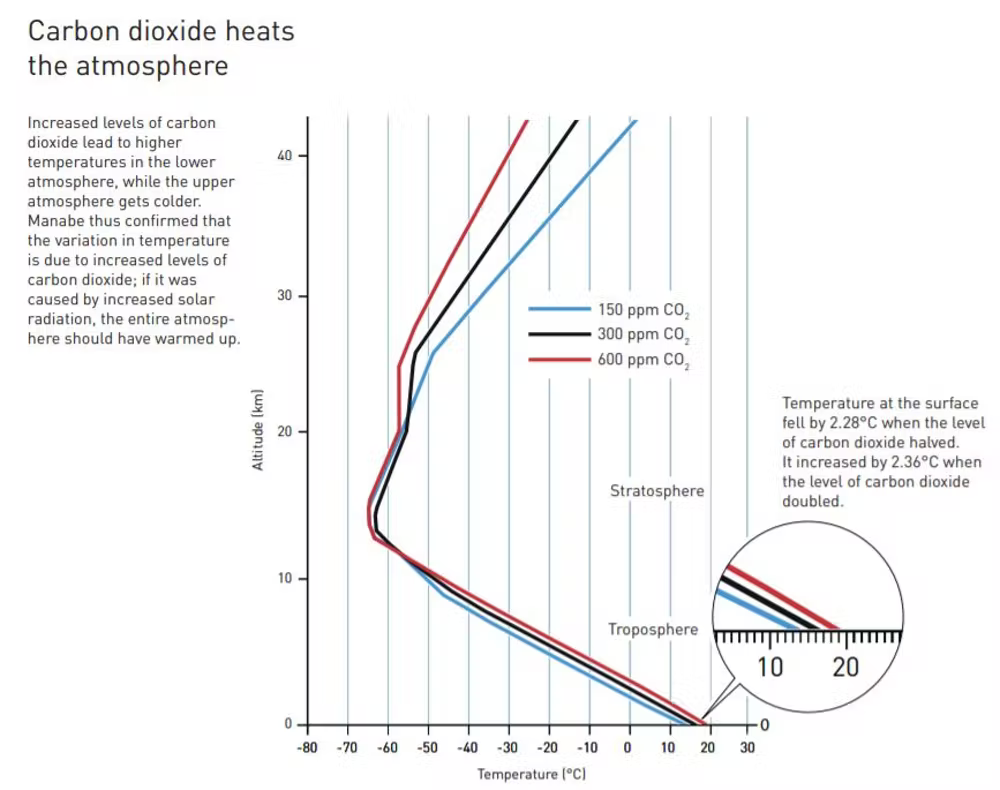 Carbon dioxide heats
the atmosphere
Increased levels of carbon
dioxide lead to higher
temperatures in the lower
atmosphere, while the upper
atmosphere gets colder.
Manabe thus confirmed that
the variation in temperature
is due to increased levels of
carbon dioxide; if it was
caused by increased solar
radiation, the entire atmosp-
here should have warmed up.
40
30
20
10
0
Altitude (km)
150 ppm CO₂
300 ppm CO₂
600 ppm CO₂
Stratosphere
Troposphere
Temperature at the surface
fell by 2.28°C when the level
of carbon dioxide halved.
It increased by 2.36°C when
the level of carbon dioxide
doubled.
10 20
0
-80 -70 -60 -50 -40 -30 -20 -10 0 10 20 30
Temperature (°C)